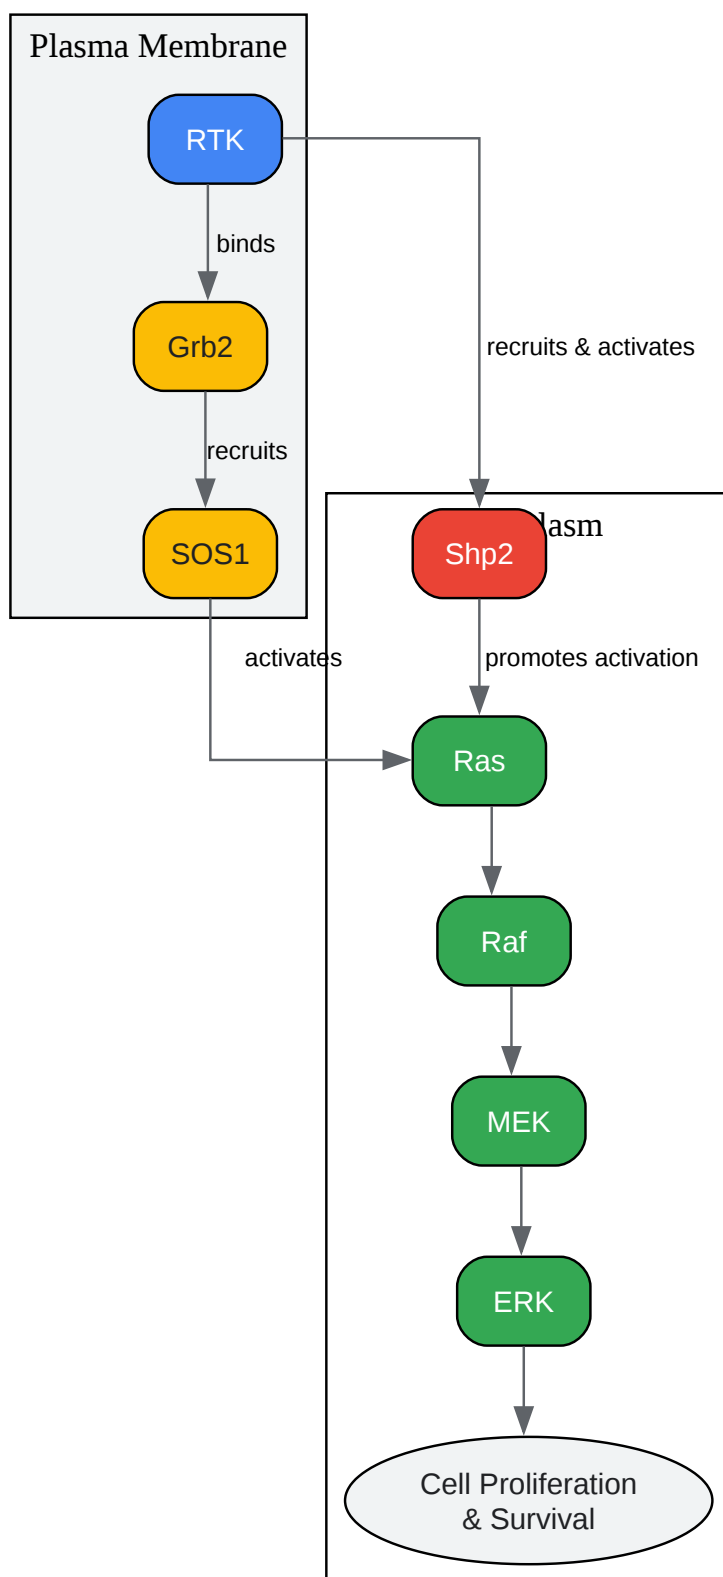 Plasma Membrane
RTK
binds
Grb2
recruits & activates
recruits
lasm
SOS1
Shp2
activates
promotes activation
Ras
Raf
MEK
ERK
Cell Proliferation
& Survival